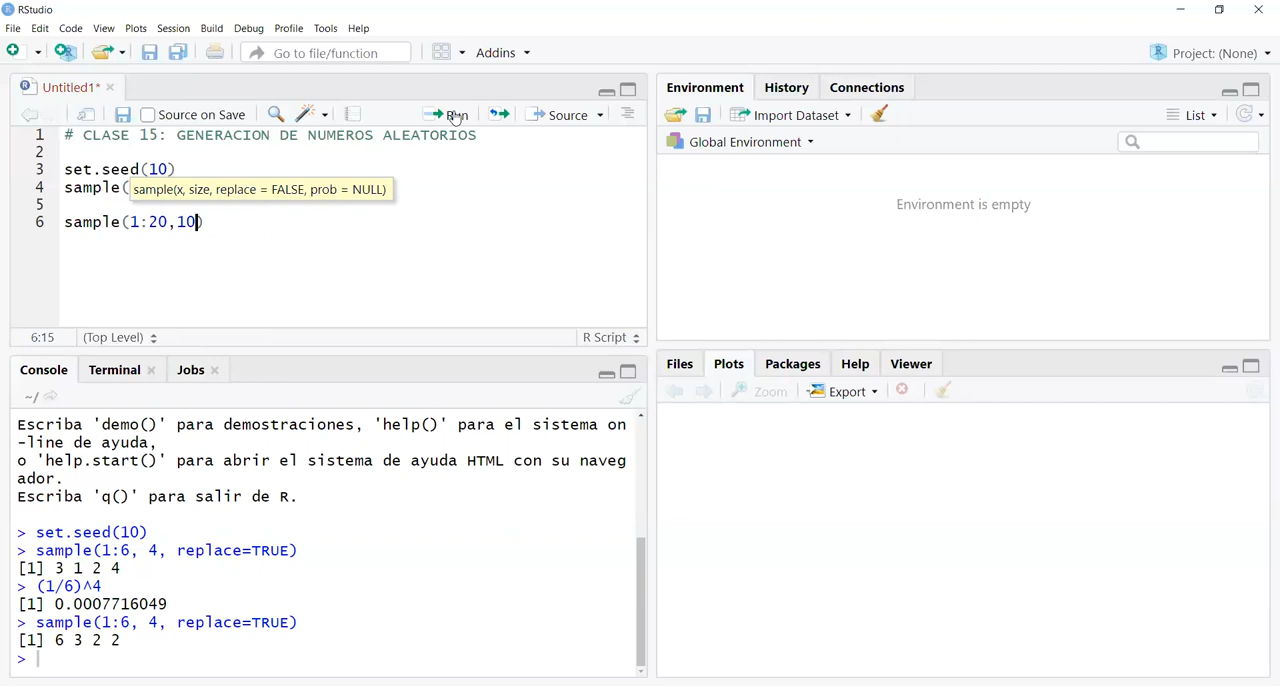 RStudio
File Edit Code View Plots Session Build Debug Profile Tools Help
Go to file/function Addins Project: (None)
Untitled1*
Source on Save Run Source
1 # CLASE 15: GENERACION DE NUMEROS ALEATORIOS
2
3 set.seed(10)
4 sample(
sample(x, size, replace = FALSE, prob = NULL)
5
6 sample(1:20,10)
6:15 (Top Level) R Script
Console Terminal Jobs
~/
Escriba 'demo()' para demostraciones, 'help()' para el sistema on
-line de ayuda,
o 'help.start()' para abrir el sistema de ayuda HTML con su naveg
ador.
Escriba 'q()' para salir de R.
> set.seed(10)
> sample(1:6, 4, replace=TRUE)
[1] 3 1 2 4
> (1/6)^4
[1] 0.0007716049
> sample(1:6, 4, replace=TRUE)
[1] 6 3 2 2
>
Environment History Connections
Import Dataset List
Global Environment
Environment is empty
Files Plots Packages Help Viewer
Zoom Export